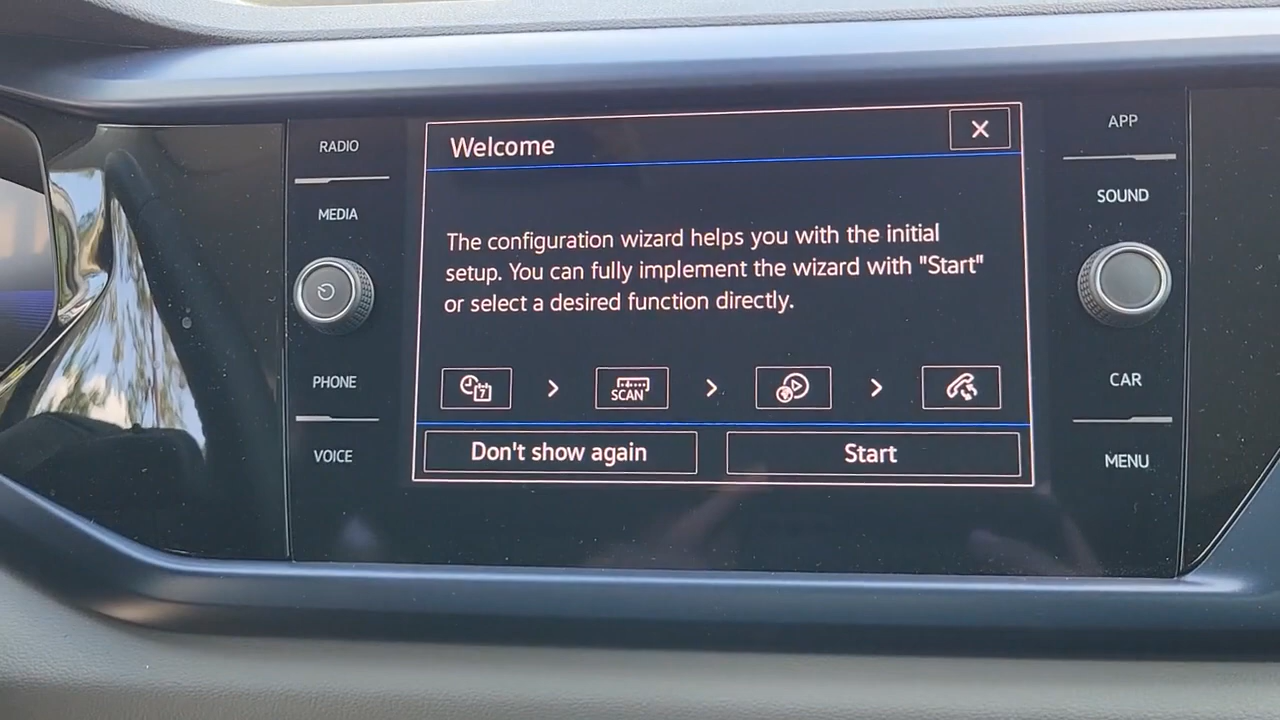 RADIO
MEDIA
PHONE
VOICE
Welcome
The configuration wizard helps you with the initial
setup. You can fully implement the wizard with "Start"
or select a desired function directly.
7
SCAN
Don't show again
Start
APP
SOUND
CAR
MENU